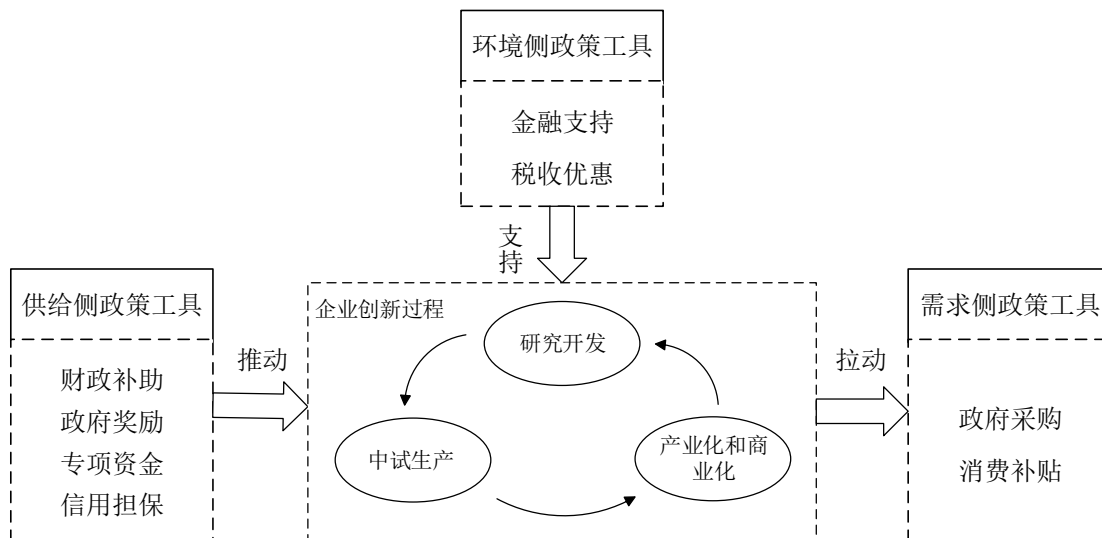 环境侧政策工具
金融支持
税收优惠
支
持
供给侧政策工具
财政补助
政府奖励
专项资金
信用担保
推动
企业创新过程
研究开发
中试生产
产业化和商
业化
拉动
需求侧政策工具
政府采购
消费补贴